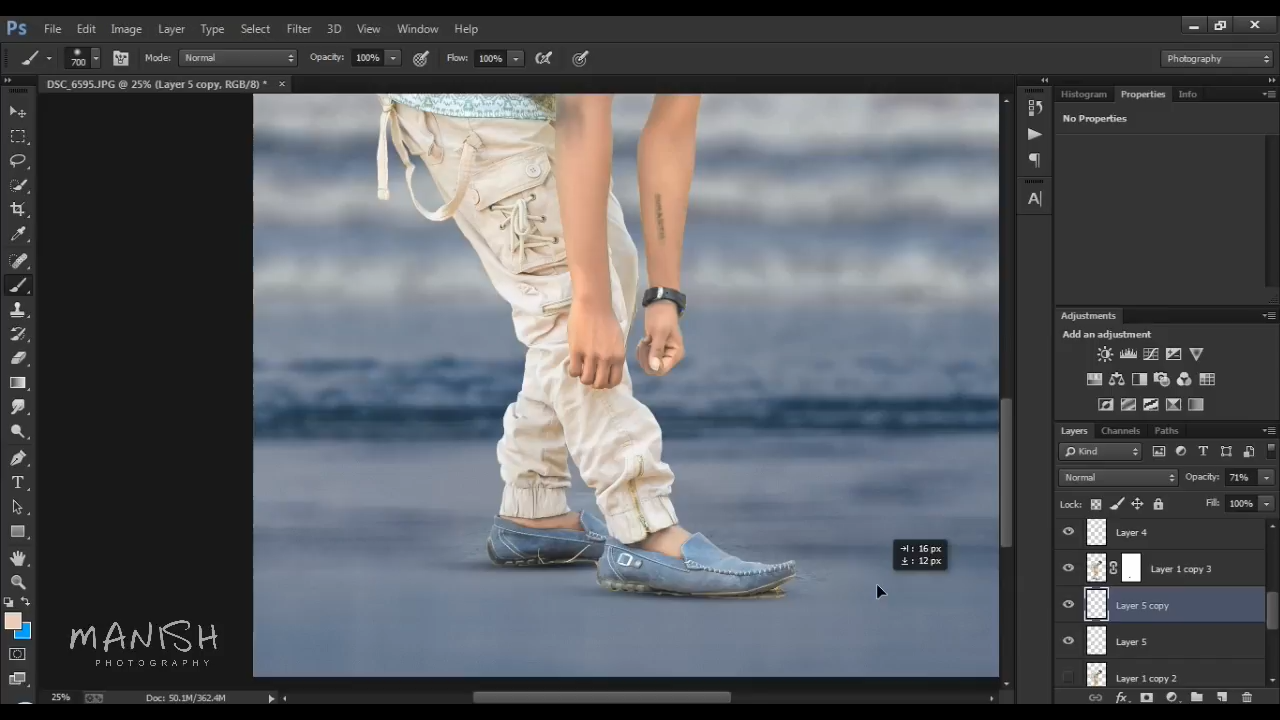 Ps File Edit Image Layer Type Select Filter 3D View Window Help
700 Mode: Normal Opacity: 100% Flow: 100% Photography
DSC_6595.JPG @ 25% (Layer 5 copy, RGB/8) * ×
Histogram Properties Info
No Properties
Adjustments
Add an adjustment
Layers Channels Paths
Kind
Normal Opacity: 71%
Lock: Fill: 100%
Layer 4
Layer 1 copy 3
Layer 5 copy
Layer 5
Layer 1 copy 2
16 px
12 px
MANISH
PHOTOGRAPHY
25% Doc: 50.1M/362.4M